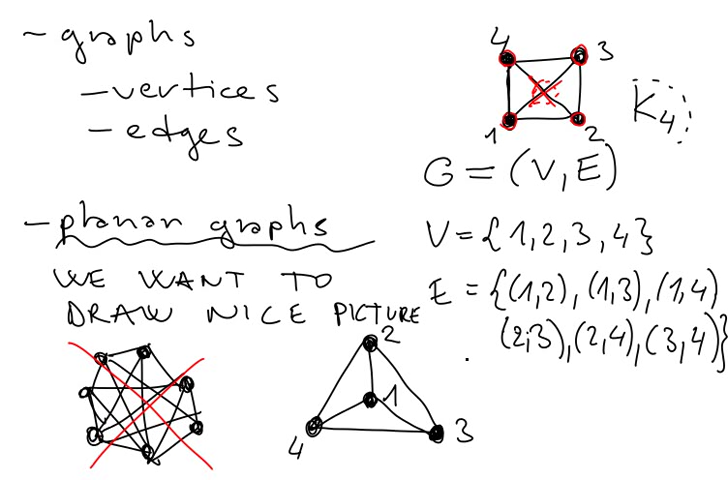 ~ graphs
- vertices
- edges
4 3
1 2
K4
G = (V, E)
- planar graphs
V = {1, 2, 3, 4}
WE WANT TO
DRAW NICE PICTURE
E = {(1,2), (1,3), (1,4)
(2,3), (2,4), (3,4)}
2
1
4 3